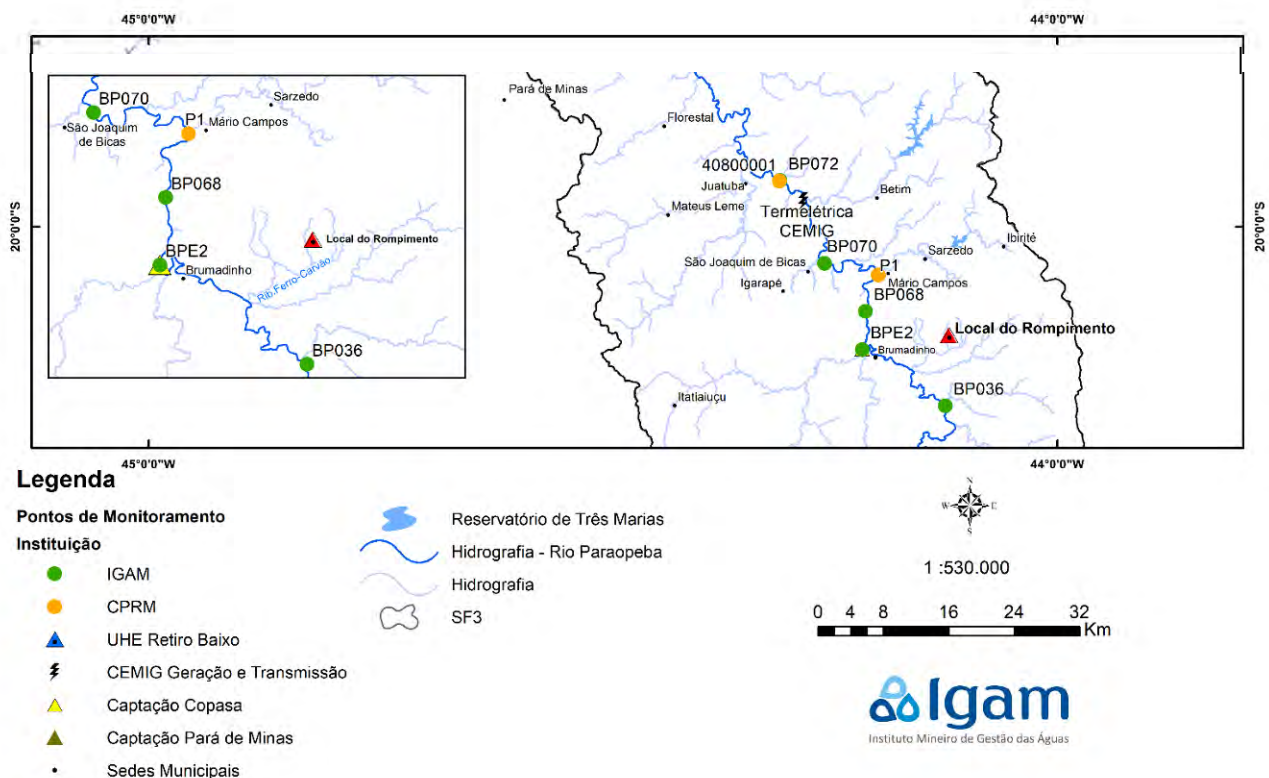 45°0'0"W
44°0'0"W
20°0'0"S
BP070
Sarzedo
P1
Mário Campos
São Joaquim
de Bicas
BP068
Local do Rompimento
BPE2
Brumadinho
Rib.Ferro-Carvão
BP036
Pará de Minas
Florestal
40800001
BP072
Juatuba
Betim
Mateus Leme
Termelétrica
CEMIG
Ibirité
BP070
Sarzedo
São Joaquim de Bicas
P1
Igarapé
Mário Campos
BP068
Local do Rompimento
BPE2
Brumadinho
BP036
Itatiaiuçu
20°0'0"S
45°0'0"W
44°0'0"W
Legenda
Pontos de Monitoramento
Instituição
IGAM
CPRM
UHE Retiro Baixo
CEMIG Geração e Transmissão
Captação Copasa
Captação Pará de Minas
Sedes Municipais
Reservatório de Três Marias
Hidrografia - Rio Paraopeba
Hidrografia
SF3
N
W
E
S
1 :530.000
0 4 8 16 24 32
Km
Igam
Instituto Mineiro de Gestão das Águas